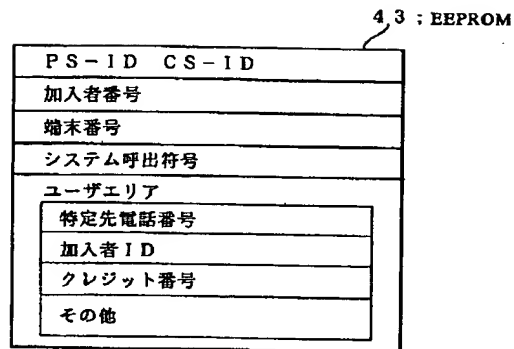 43；EEPROM
PS－ID　CS－ID
加入者番号
端末番号
システム呼出符号
ユーザエリア
特定先電話番号
加入者ID
クレジット番号
その他